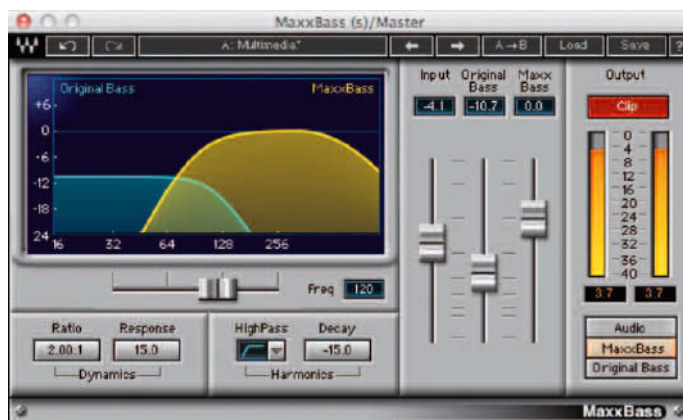 MaxxBass (s)/Master
A: Multimedia*
A→B
Load
Save
?
Original Bass
MaxxBass
+6
0
-6
-12
-18
24
16 32 64 128 256
Freq 120
Ratio Response
2.00:1 15.0
Dynamics
HighPass Decay
-15.0
Harmonics
Input Original Bass Maxx Bass
-4.1 -10.7 0.0
Output
Clip
0
4
8
12
16
20
24
28
32
36
40
3.7 3.7
Audio
MaxxBass
Original Bass
MaxxBass